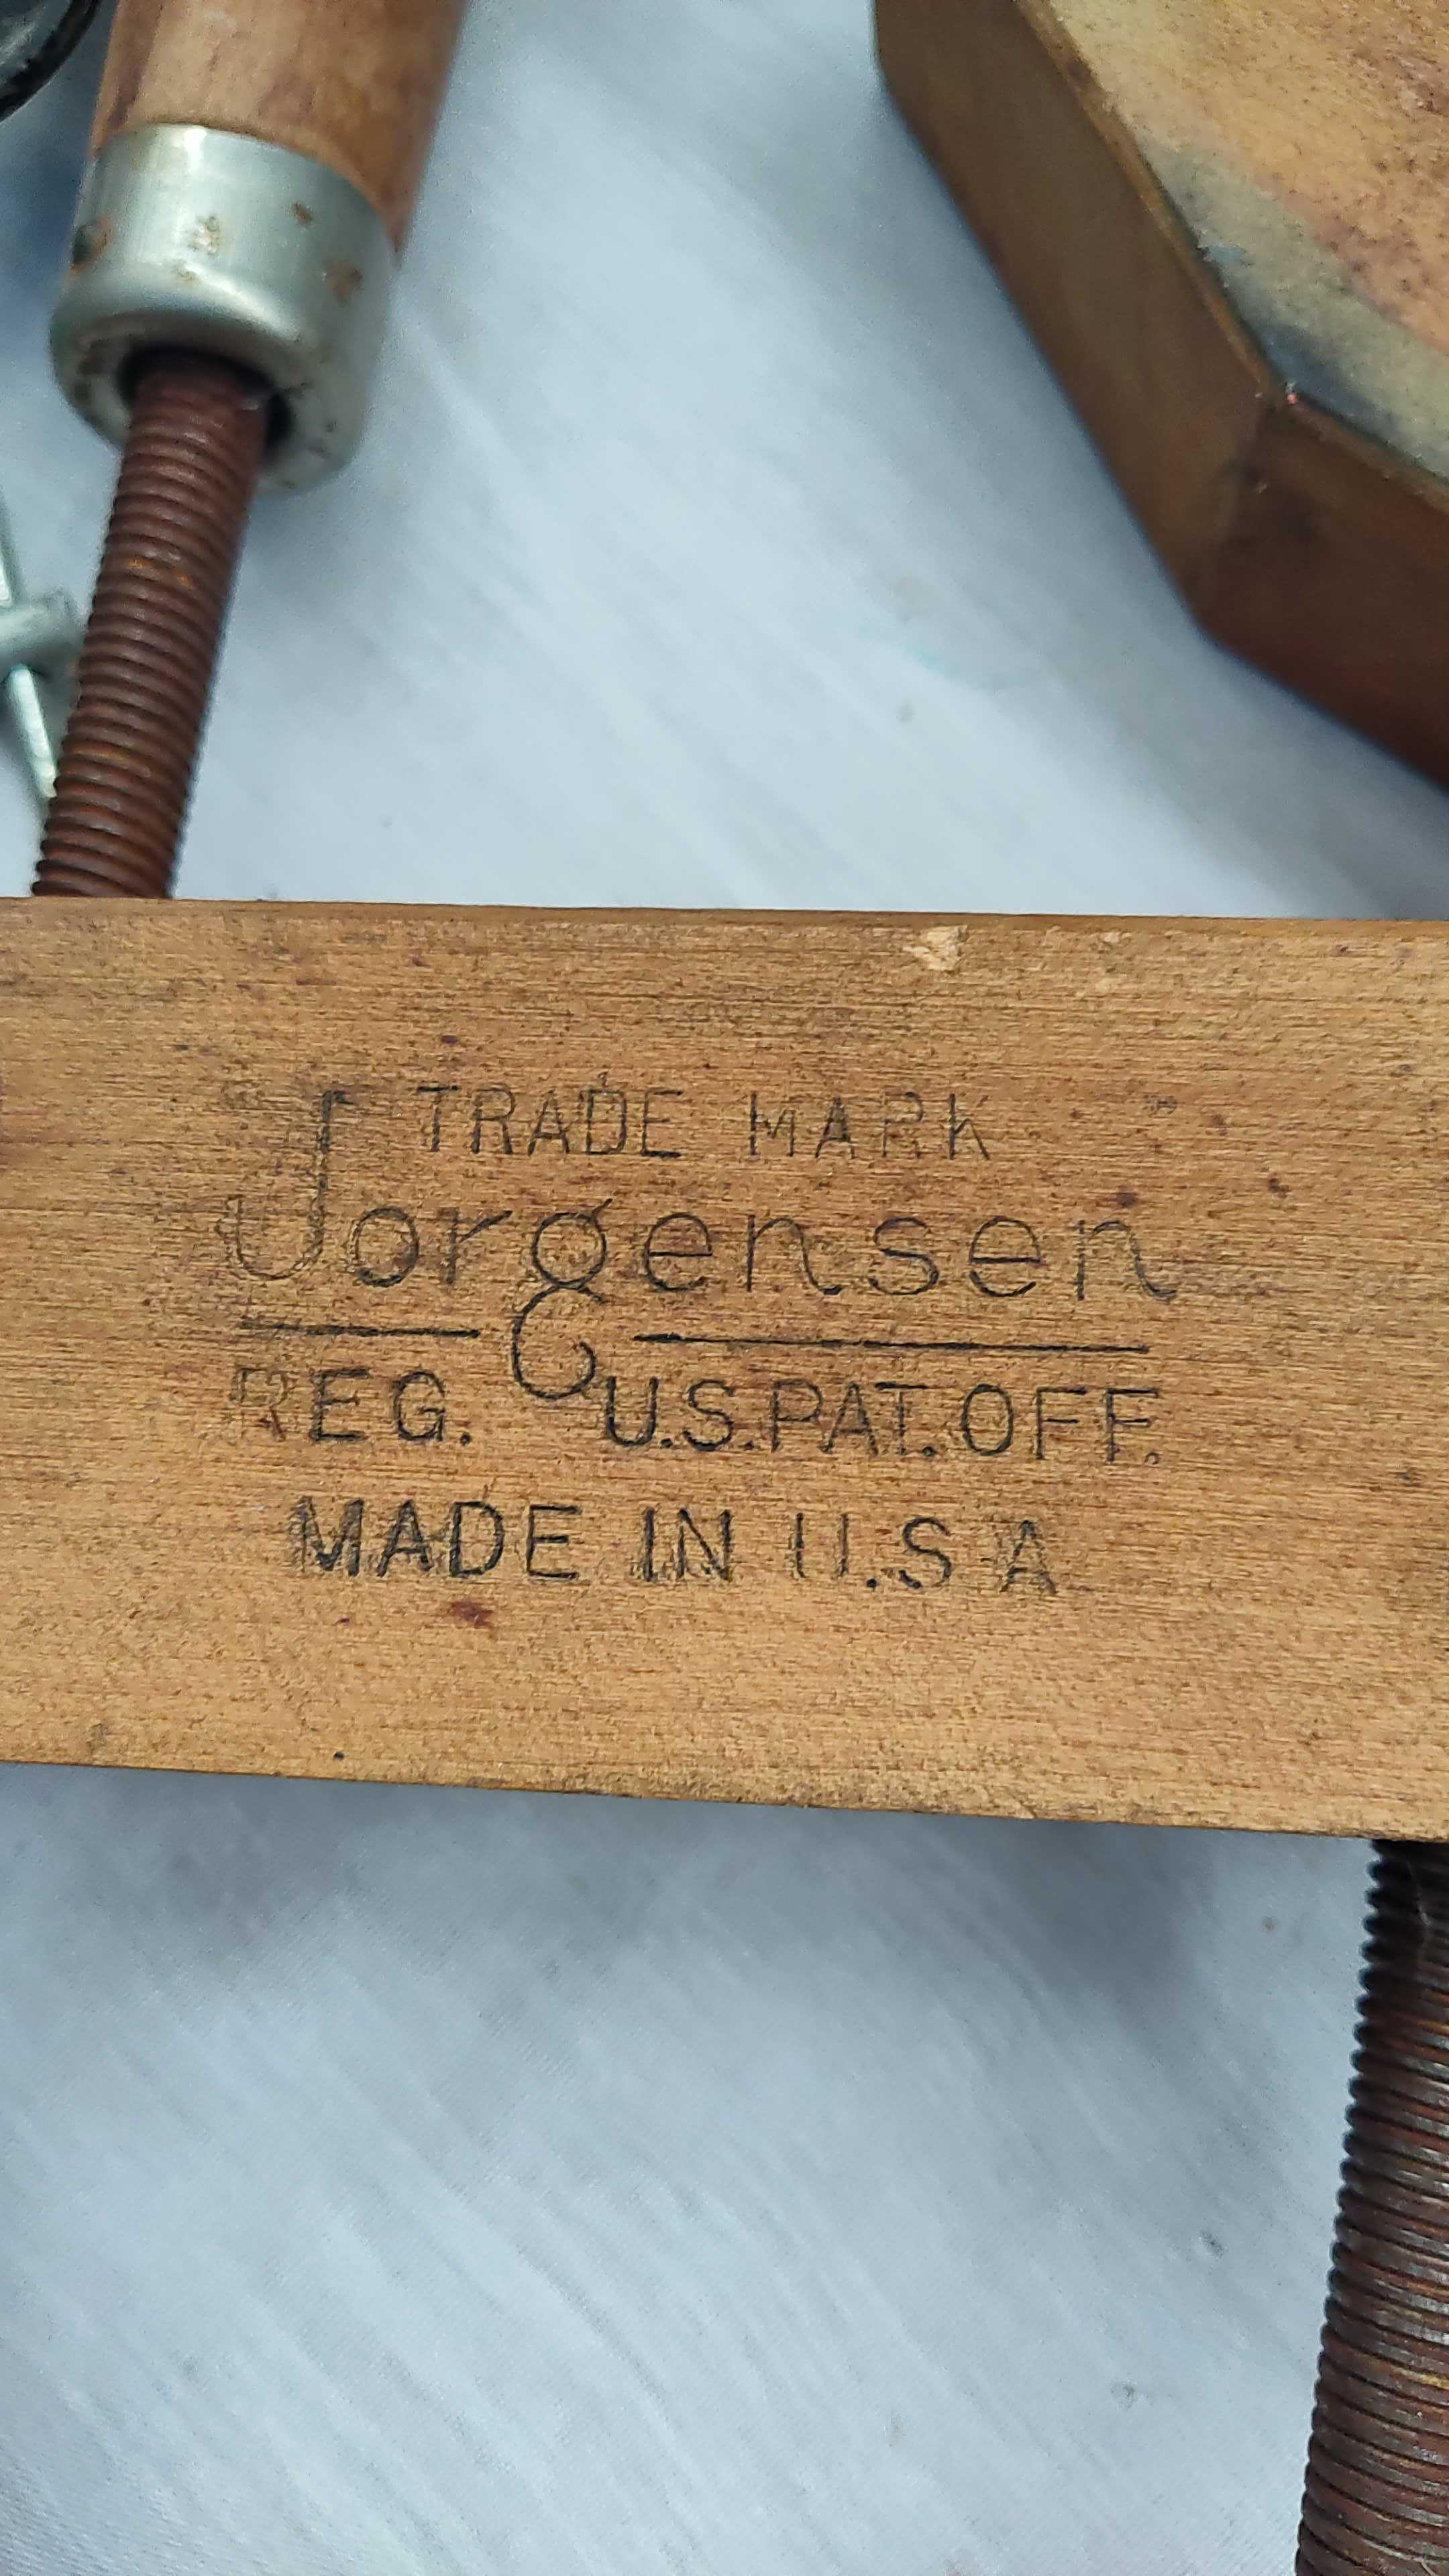 TRADE MARK
Jorgensen
REG. U.S.PAT.OFF.
MADE IN U.S A